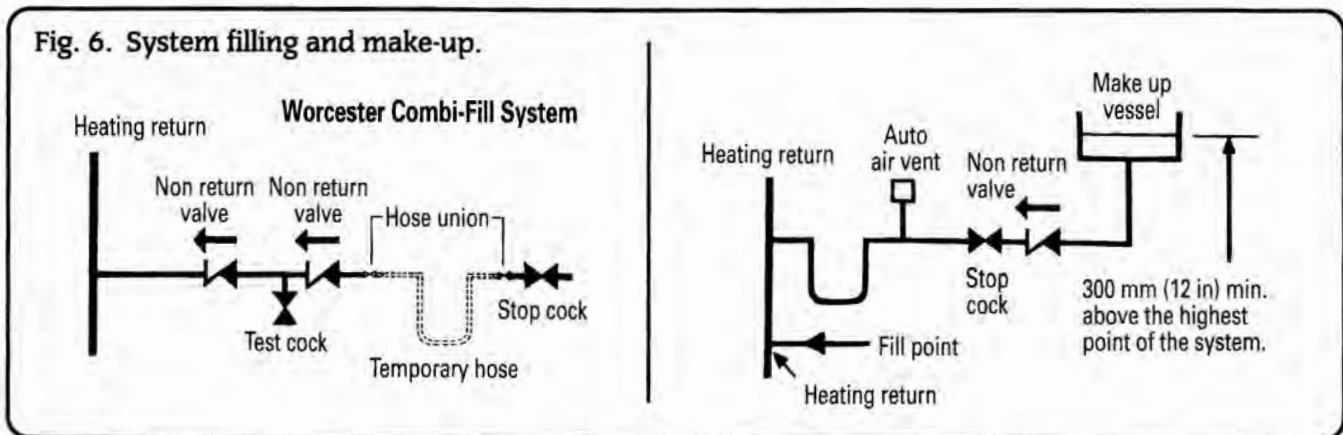 Fig. 6. System filling and make-up.
Worcester Combi-Fill System
Heating return
Non return
valve
Non return
valve
Hose union
Stop cock
Test cock
Temporary hose
Make up
vessel
Auto
air vent
Heating return
Non return
valve
Stop
cock
300 mm (12 in) min.
above the highest
point of the system.
Fill point
Heating return